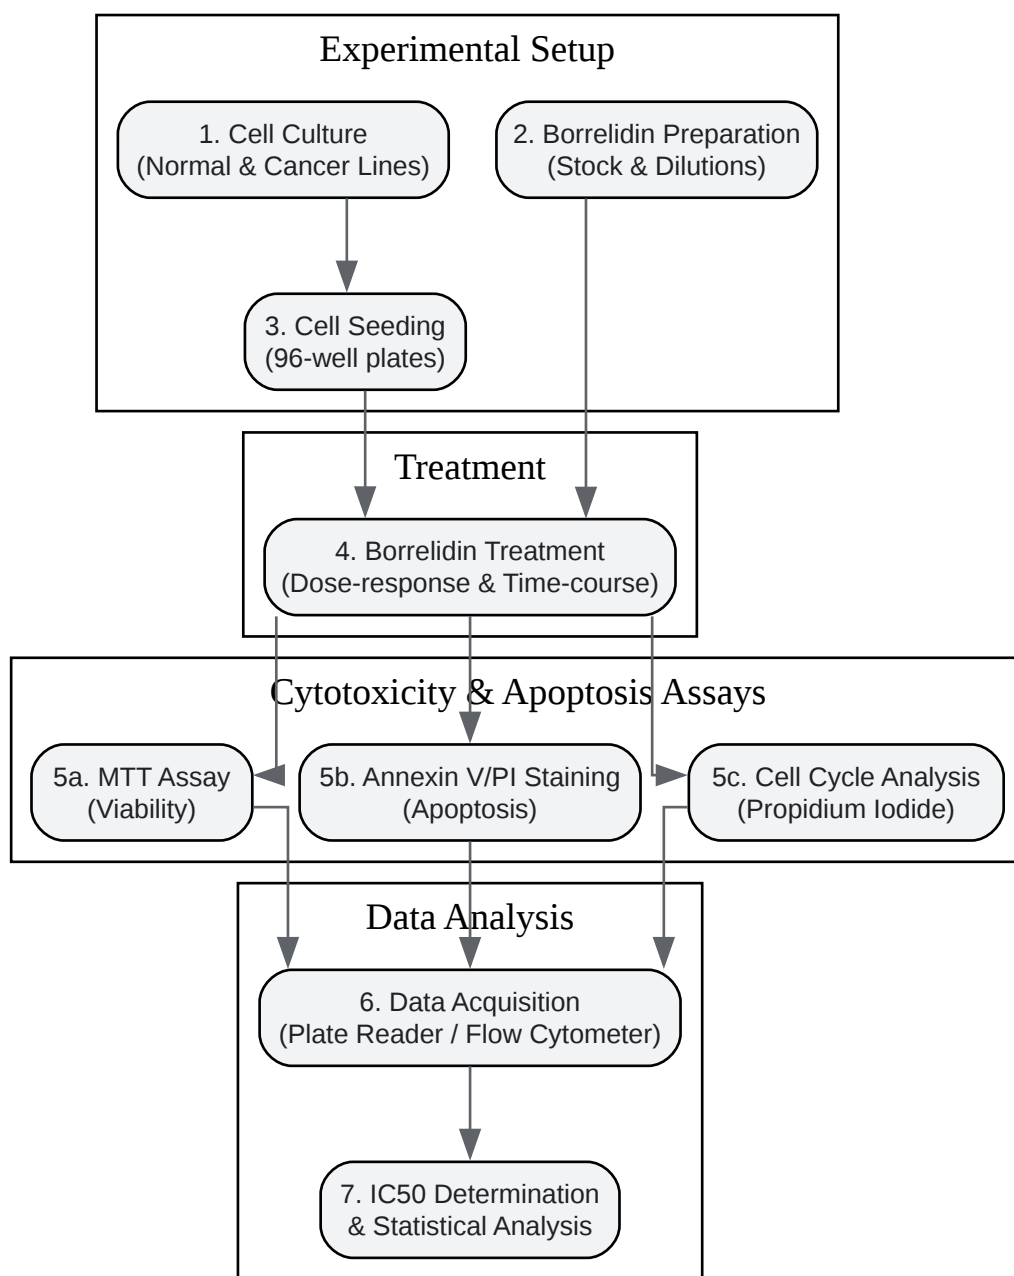 Experimental Setup
1. Cell Culture
(Normal & Cancer Lines)
2. Borrelidin Preparation
(Stock & Dilutions)
3. Cell Seeding
(96-well plates)
Treatment
4. Borrelidin Treatment
(Dose-response & Time-course)
Cytotoxicity & Apoptosis Assays
5a. MTT Assay
(Viability)
5b. Annexin V/PI Staining
(Apoptosis)
5c. Cell Cycle Analysis
(Propidium Iodide)
Data Analysis
6. Data Acquisition
(Plate Reader / Flow Cytometer)
7. IC50 Determination
& Statistical Analysis